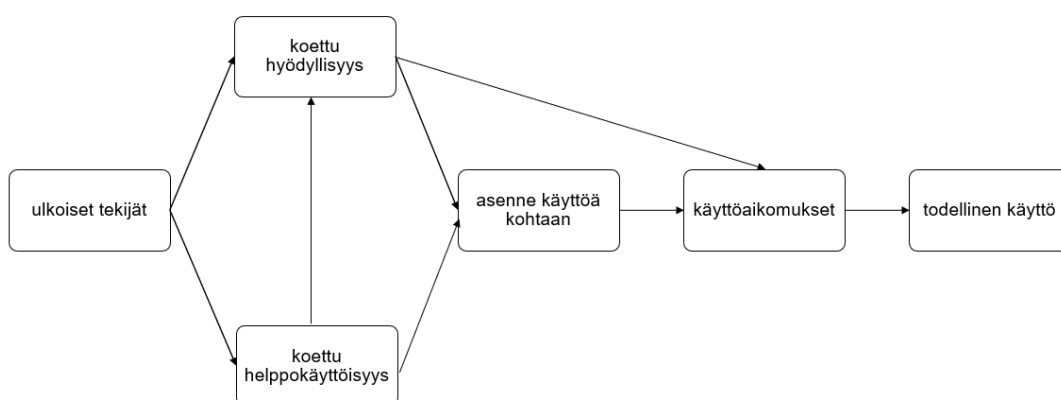 koettu
hyödyllisyys
ulkoiset tekijät
asenne käyttöä
kohtaan
käyttöaikomukset
todellinen käyttö
koettu
helppokäyttöisyys